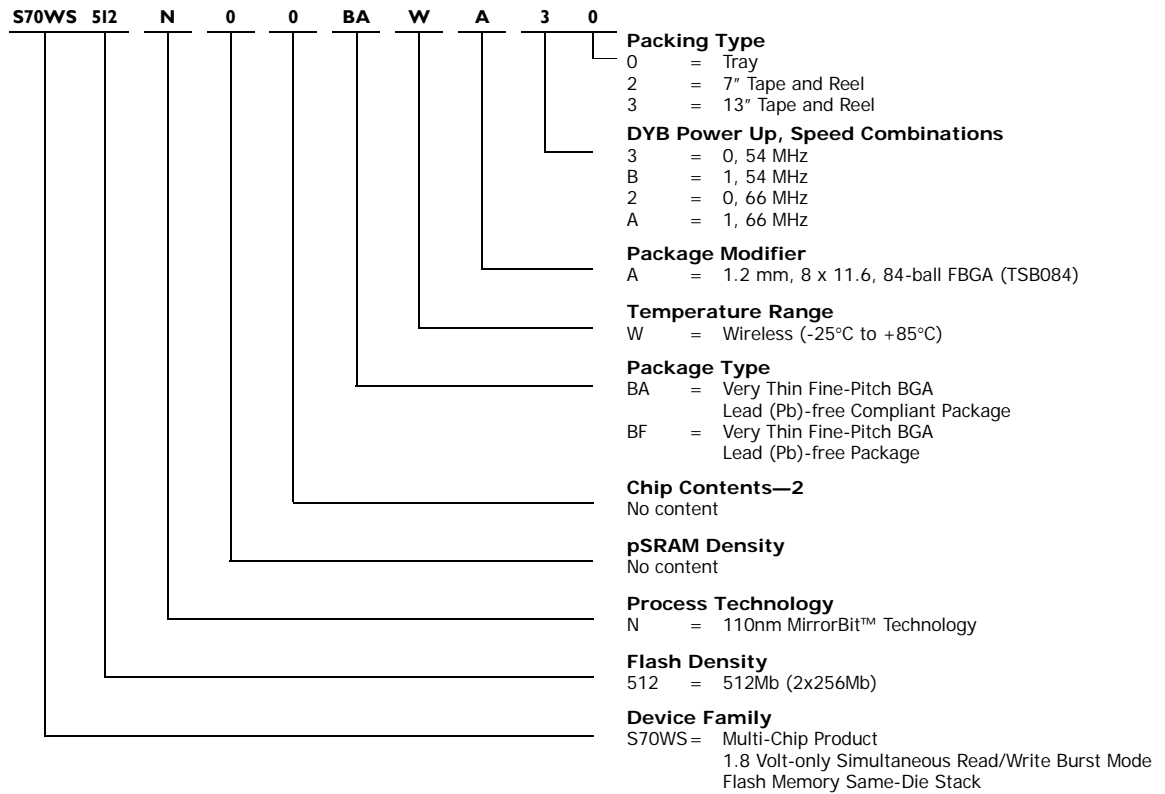 S70WS 512 N 0 0 BA W A 3 0
Packing Type
0 = Tray
2 = 7″ Tape and Reel
3 = 13″ Tape and Reel
DYB Power Up, Speed Combinations
3 = 0, 54 MHz
B = 1, 54 MHz
2 = 0, 66 MHz
A = 1, 66 MHz
Package Modifier
A = 1.2 mm, 8 x 11.6, 84-ball FBGA (TSB084)
Temperature Range
W = Wireless (-25°C to +85°C)
Package Type
BA = Very Thin Fine-Pitch BGA
Lead (Pb)-free Compliant Package
BF = Very Thin Fine-Pitch BGA
Lead (Pb)-free Package
Chip Contents—2
No content
pSRAM Density
No content
Process Technology
N = 110nm MirrorBit™ Technology
Flash Density
512 = 512Mb (2x256Mb)
Device Family
S70WS= Multi-Chip Product
1.8 Volt-only Simultaneous Read/Write Burst Mode
Flash Memory Same-Die Stack